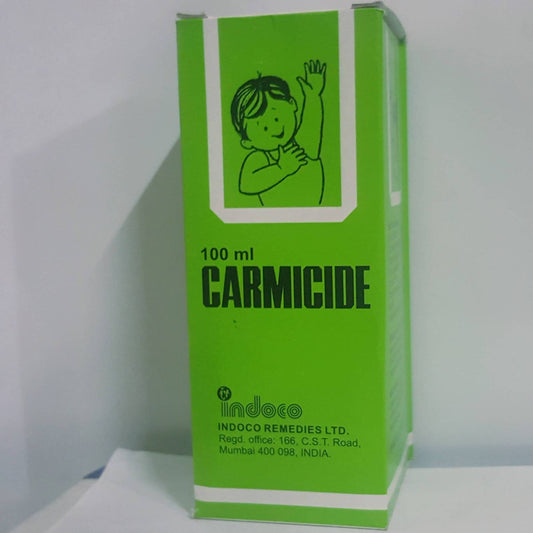 100 ml
CARMICIDE
indoco
INDOCO REMEDIES LTD.
Regd. office: 166, C.S.T. Road,
Mumbai 400 098, INDIA.